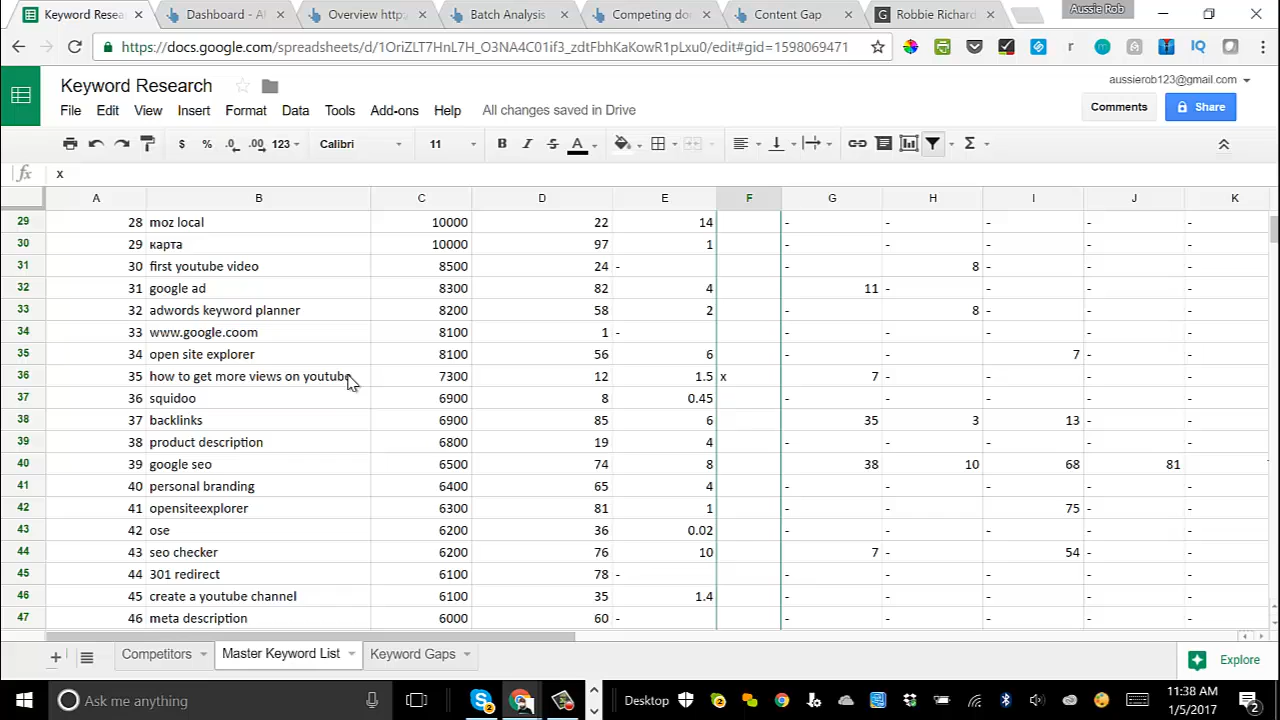 Keyword Resea
Dashboard - A
Overview http:
Batch Analysis
Competing do
Content Gap
Robbie Richard
Aussie Rob
https://docs.google.com/spreadsheets/d/1OriZLT7HnL7H_O3NA4C01if3_zdtFbhKaKowR1pLxu0/edit#gid=1598069471
Keyword Research
aussierob123@gmail.com
File Edit View Insert Format Data Tools Add-ons Help All changes saved in Drive
Comments Share
$ % .0 .00 123 Calibri 11 B I S A Σ
fx x
A B C D E F G H I J K
29 28 moz local 10000 22 14 - - - - -
30 29 карта 10000 97 1 - - - - -
31 30 first youtube video 8500 24 - - 8 - - -
32 31 google ad 8300 82 4 11 - - - -
33 32 adwords keyword planner 8200 58 2 - 8 - - -
34 33 www.google.coom 8100 1 - - - - - -
35 34 open site explorer 8100 56 6 - - 7 - -
36 35 how to get more views on youtube 7300 12 1.5 x 7 - - - -
37 36 squidoo 6900 8 0.45 - - - - -
38 37 backlinks 6900 85 6 35 3 13 - -
39 38 product description 6800 19 4 - - - - -
40 39 google seo 6500 74 8 38 10 68 81
41 40 personal branding 6400 65 4 - - - - -
42 41 opensiteexplorer 6300 81 1 - - 75 - -
43 42 ose 6200 36 0.02 - - - - -
44 43 seo checker 6200 76 10 7 - 54 - -
45 44 301 redirect 6100 78 - - - - - -
46 45 create a youtube channel 6100 35 1.4 - - - - -
47 46 meta description 6000 60 - - - - - -
Competitors Master Keyword List Keyword Gaps
Explore
Ask me anything
Desktop
11:38 AM
1/5/2017